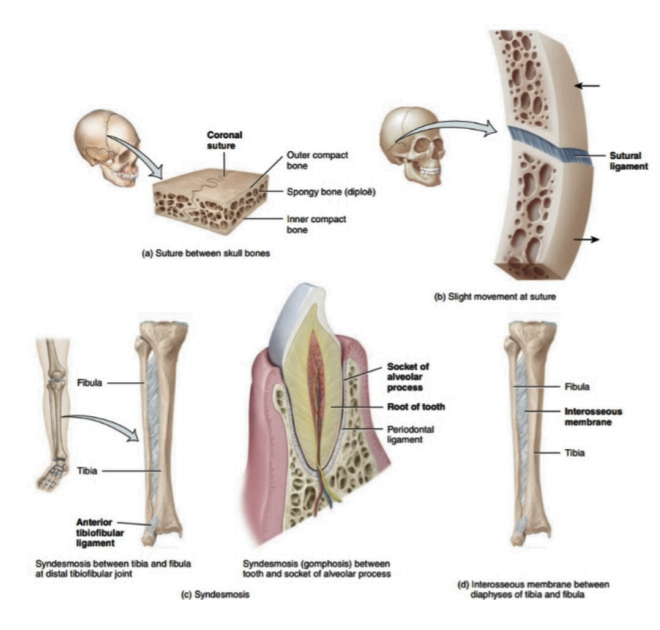 Coronal
suture
Outer compact
bone
Spongy bone (diploë)
Inner compact
bone
(a) Suture between skull bones
Sutural
ligament
(b) Slight movement at suture
Fibula
Tibia
Anterior
tibiofibular
ligament
Syndesmosis between tibia and fibula
at distal tibiofibular joint
Socket of
alveolar
process
Root of tooth
Periodontal
ligament
Syndesmosis (gomphosis) between
tooth and socket of alveolar process
(c) Syndesmosis
Fibula
Interosseous
membrane
Tibia
(d) Interosseous membrane between
diaphyses of tibia and fibula